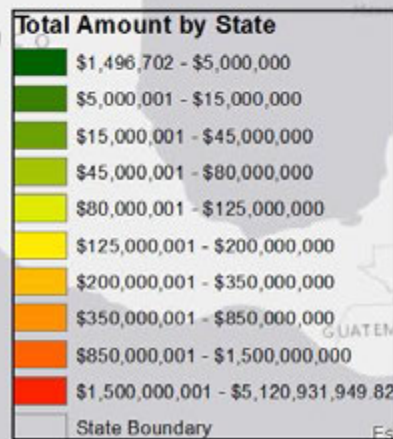 Total Amount by State
$1,496,702 - $5,000,000
$5,000,001 - $15,000,000
$15,000,001 - $45,000,000
$45,000,001 - $80,000,000
$80,000,001 - $125,000,000
$125,000,001 - $200,000,000
$200,000,001 - $350,000,000
$350,000,001 - $850,000,000
GUATEM
$850,000,001 - $1,500,000,000
$1,500,000,001 - $5,120,931,949.82
State Boundary
Es